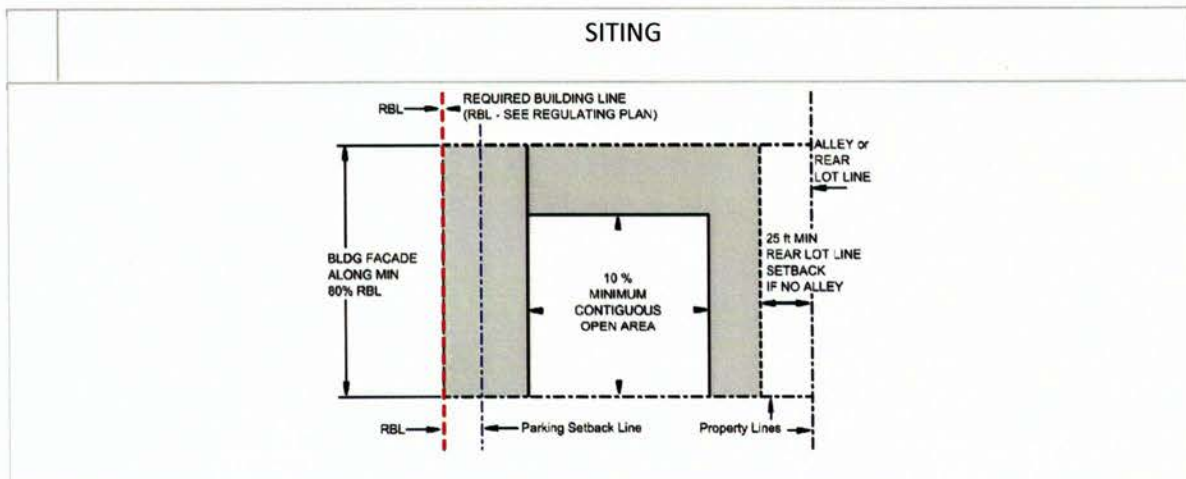 SITING
RBL
REQUIRED BUILDING LINE
(RBL - SEE REGULATING PLAN)
ALLEY or
REAR
LOT LINE
BLDG FAÇADE
ALONG MIN
80% RBL
10 %
MINIMUM
CONTIGUOUS
OPEN AREA
25 ft MIN
REAR LOT LINE
SETBACK
IF NO ALLEY
RBL
Parking Setback Line
Property Lines